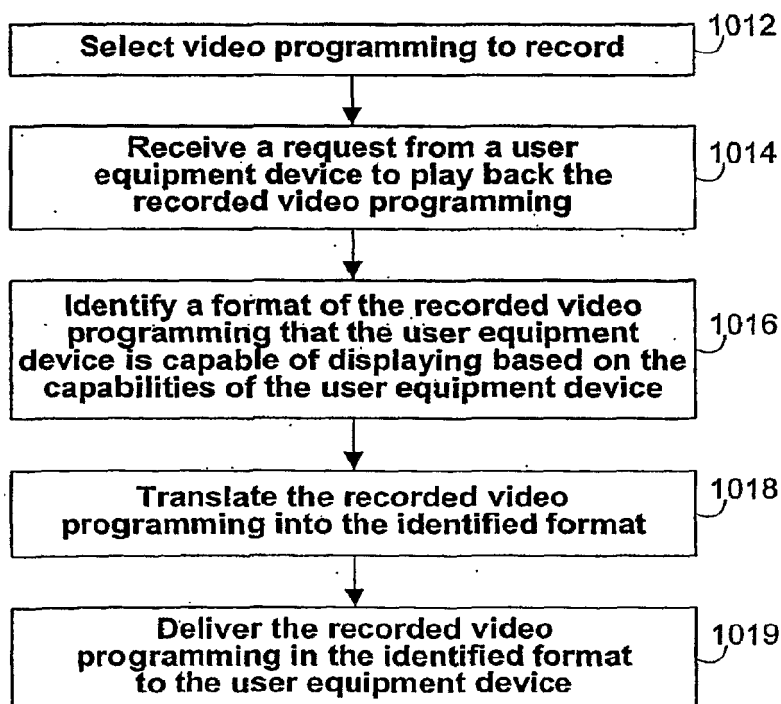 Select video programming to record
1012
Receive a request from a user
equipment device to play back the
recorded video programming
1014
Identify a format of the recorded video
programming that the user equipment
device is capable of displaying based on the
capabilities of the user equipment device
1016
Translate the recorded video
programming into the identified format
1018
Deliver the recorded video
programming in the identified format
to the user equipment device
1019